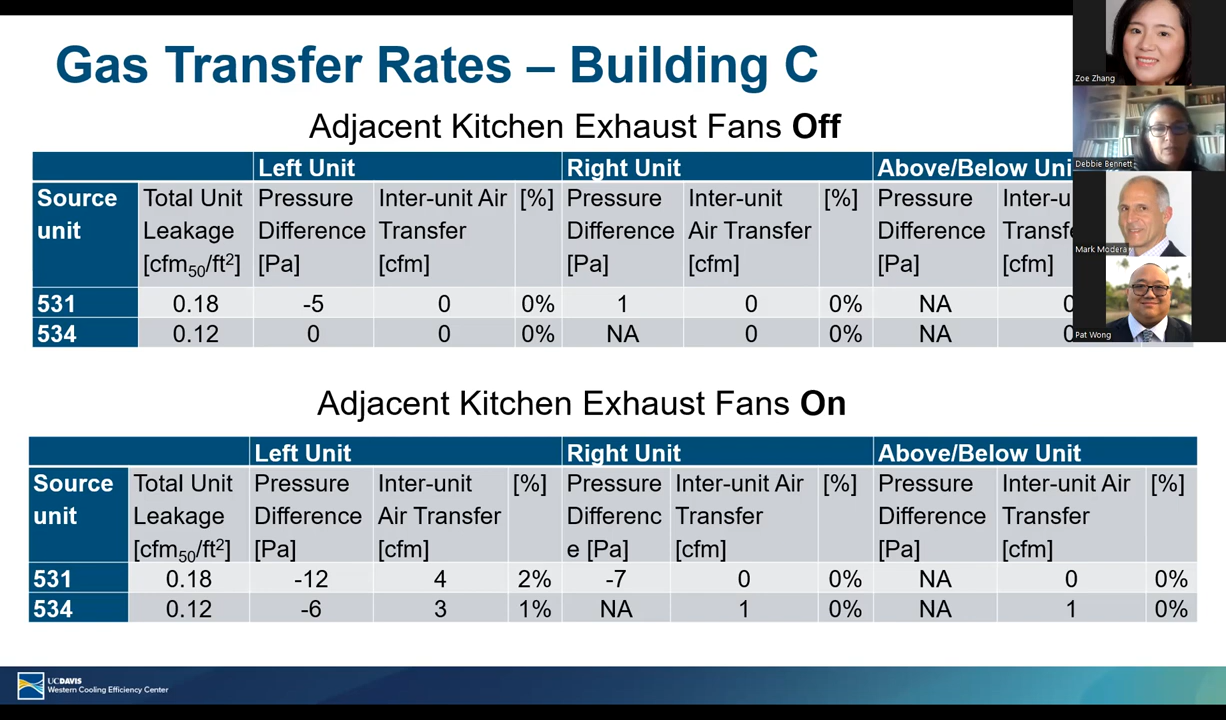 Gas Transfer Rates – Building C
Adjacent Kitchen Exhaust Fans Off
Left Unit Right Unit Above/Below Uni
Source Total Unit Pressure Inter-unit Air [%] Pressure Inter-unit [%] Pressure Inter-u
unit Leakage Difference Transfer Difference Air Transfer Difference Transfe
[cfm50/ft2] [Pa] [cfm] [Pa] [cfm] [Pa] [cfm]
531 0.18 -5 0 0% 1 0 0% NA 0
534 0.12 0 0 0% NA 0 0% NA 0
Adjacent Kitchen Exhaust Fans On
Left Unit Right Unit Above/Below Unit
Source Total Unit Pressure Inter-unit [%] Pressure Inter-unit Air [%] Pressure Inter-unit Air [%]
unit Leakage Difference Air Transfer Differenc Transfer Difference Transfer
[cfm50/ft2] [Pa] [cfm] e [Pa] [cfm] [Pa] [cfm]
531 0.18 -12 4 2% -7 0 0% NA 0 0%
534 0.12 -6 3 1% NA 1 0% NA 1 0%
UCDAVIS
Western Cooling Efficiency Center
Zoe Zhang
Debbie Bennett
Mark Modera
Pat Wong